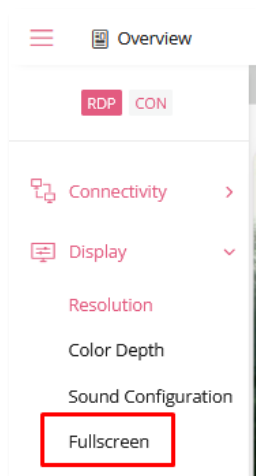 Overview
RDP CON
Connectivity
Display
Resolution
Color Depth
Sound Configuration
Fullscreen